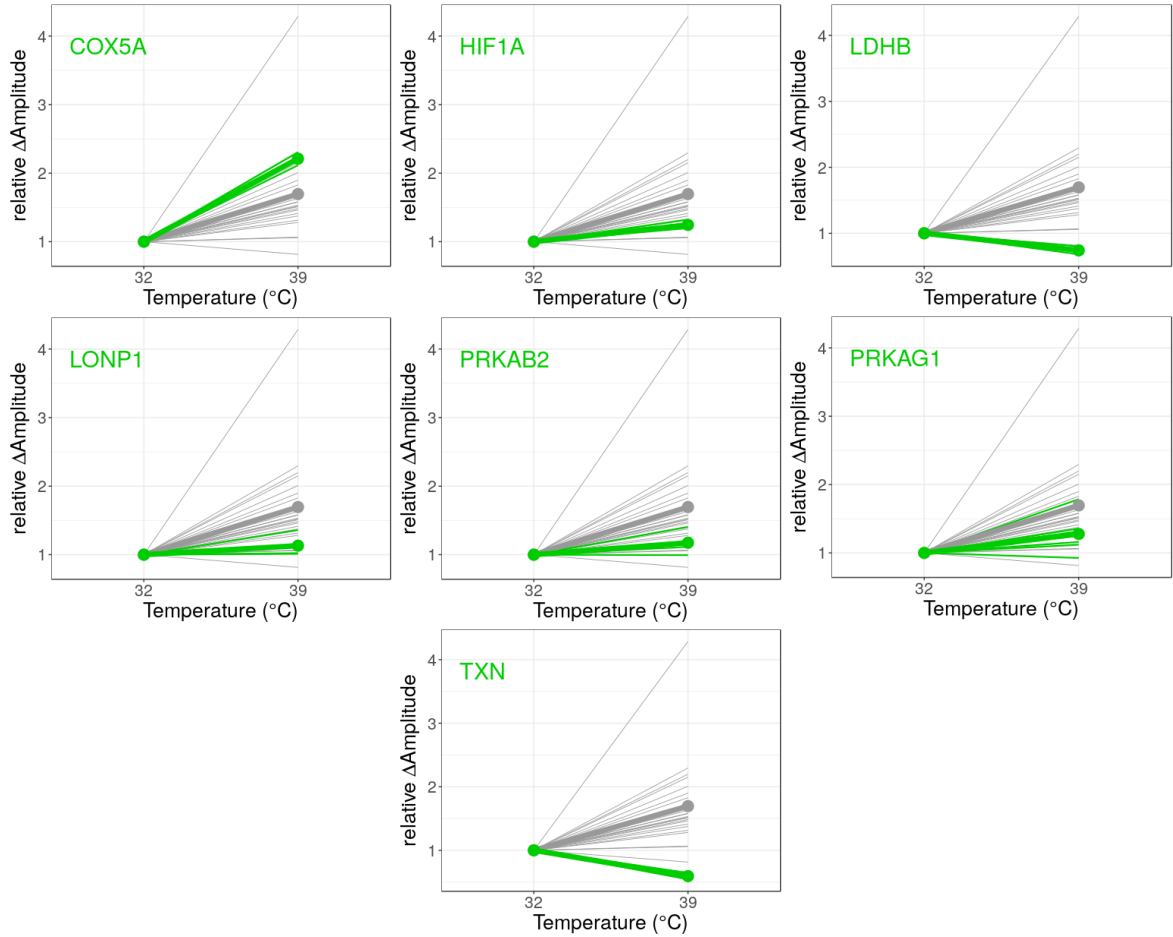 COX5A
relative ΔAmplitude
4
3
2
1
32
39
Temperature (°C)
HIF1A
relative ΔAmplitude
4
3
2
1
32
39
Temperature (°C)
LDHB
relative ΔAmplitude
4
3
2
1
32
39
Temperature (°C)
LONP1
relative ΔAmplitude
4
3
2
1
32
39
Temperature (°C)
PRKAB2
relative ΔAmplitude
4
3
2
1
32
39
Temperature (°C)
PRKAG1
relative ΔAmplitude
4
3
2
1
32
39
Temperature (°C)
TXN
relative ΔAmplitude
4
3
2
1
32
39
Temperature (°C)